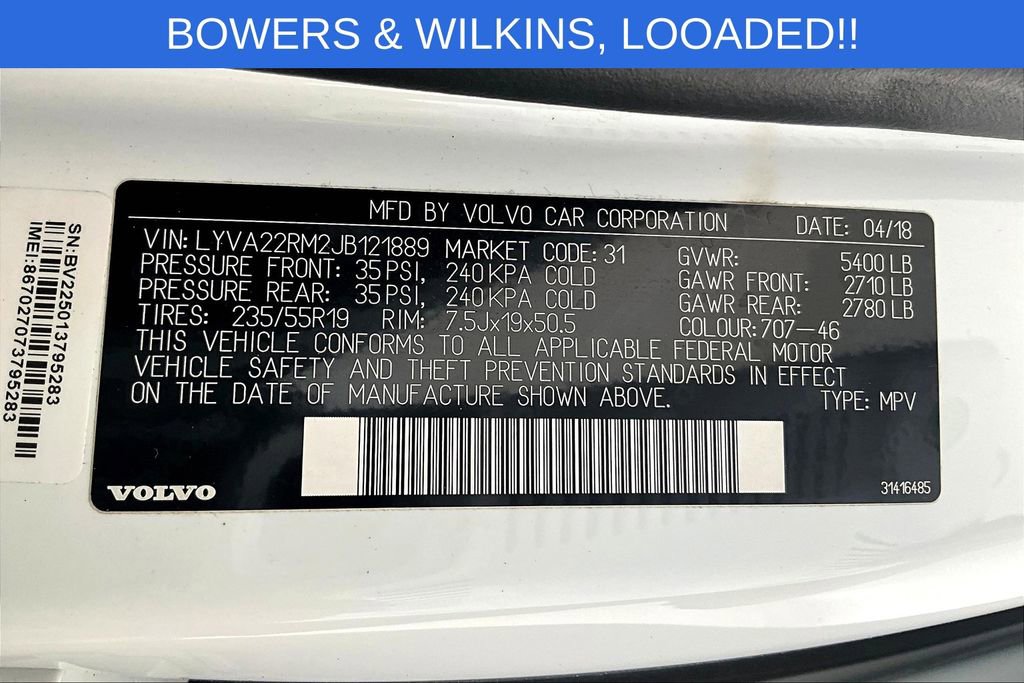 BOWERS & WILKINS, LOOADED!!
MFD BY VOLVO CAR CORPORATION DATE: 04/18
VIN: LYVA22RM2JB121889 MARKET CODE: 31 GVWR: 5400 LB
PRESSURE FRONT: 35 PSI, 240 KPA COLD GAWR FRONT: 2710 LB
PRESSURE REAR: 35 PSI, 240 KPA COLD GAWR REAR: 2780 LB
TIRES: 235/55R19 RIM: 7.5Jx19x50.5 COLOUR: 707-46
THIS VEHICLE CONFORMS TO ALL APPLICABLE FEDERAL MOTOR
VEHICLE SAFETY AND THEFT PREVENTION STANDARDS IN EFFECT
ON THE DATE OF MANUFACTURE SHOWN ABOVE. TYPE: MPV
VOLVO
31416485
SN:BV225013795283
IMEI:867027073795283